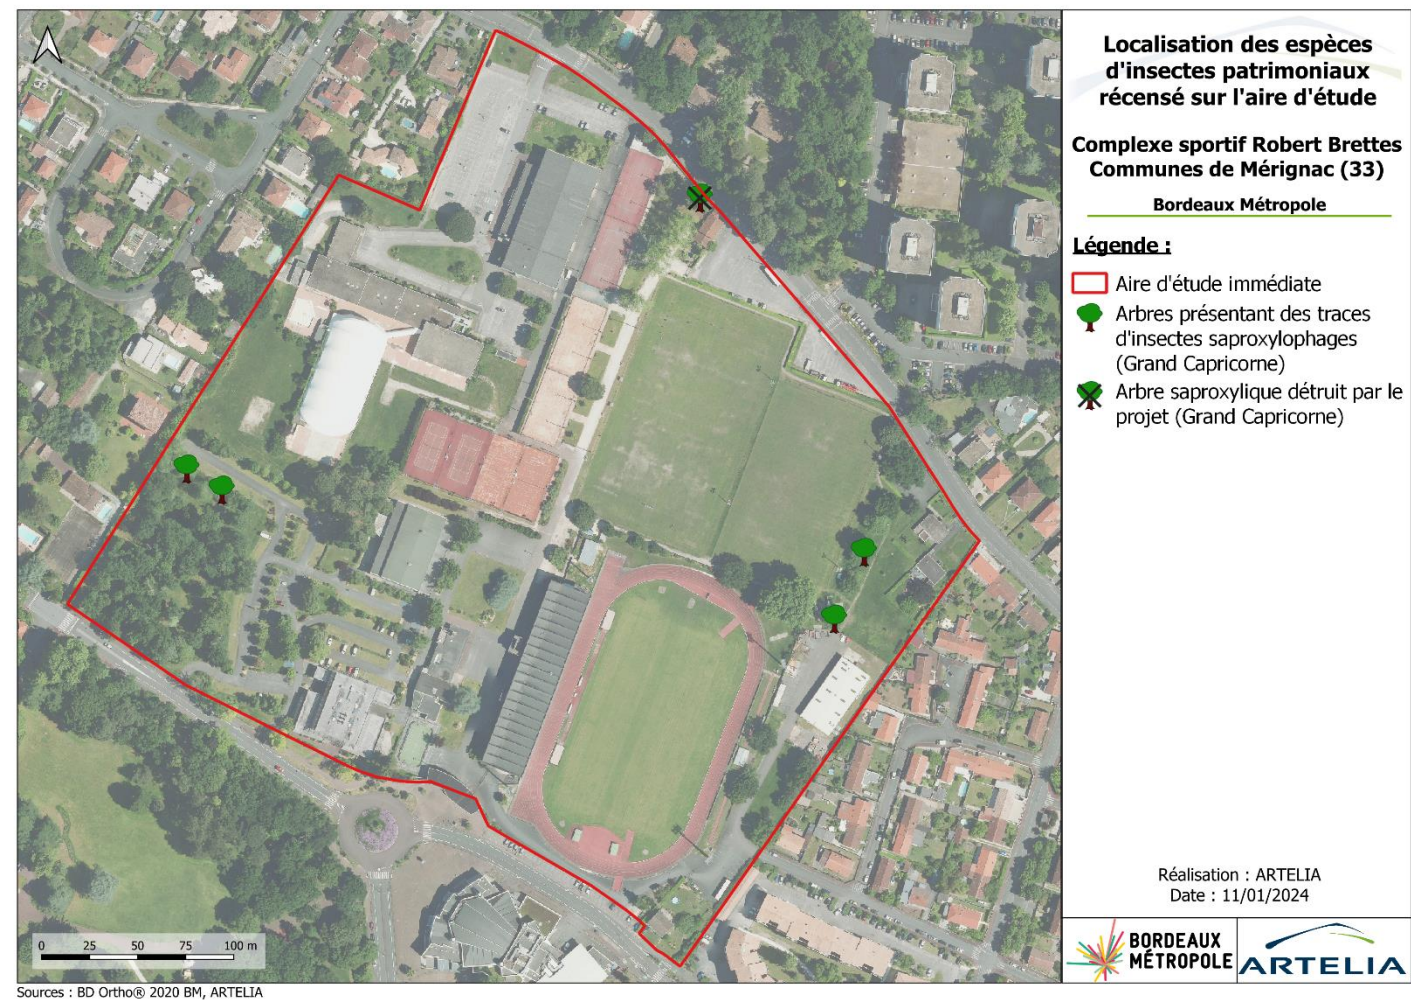 Localisation des espèces
d'insectes patrimoniaux
récensé sur l'aire d'étude
Complexe sportif Robert Brettes
Communes de Mérignac (33)
Bordeaux Métropole
Légende :
Aire d'étude immédiate
Arbres présentant des traces
d'insectes saproxylophages
(Grand Capricorne)
Arbre saproxylique détruit par le
projet (Grand Capricorne)
Réalisation : ARTELIA
Date : 11/01/2024
BORDEAUX
MÉTROPOLE
ARTELIA
0 25 50 75 100 m
Sources : BD Ortho® 2020 BM, ARTELIA